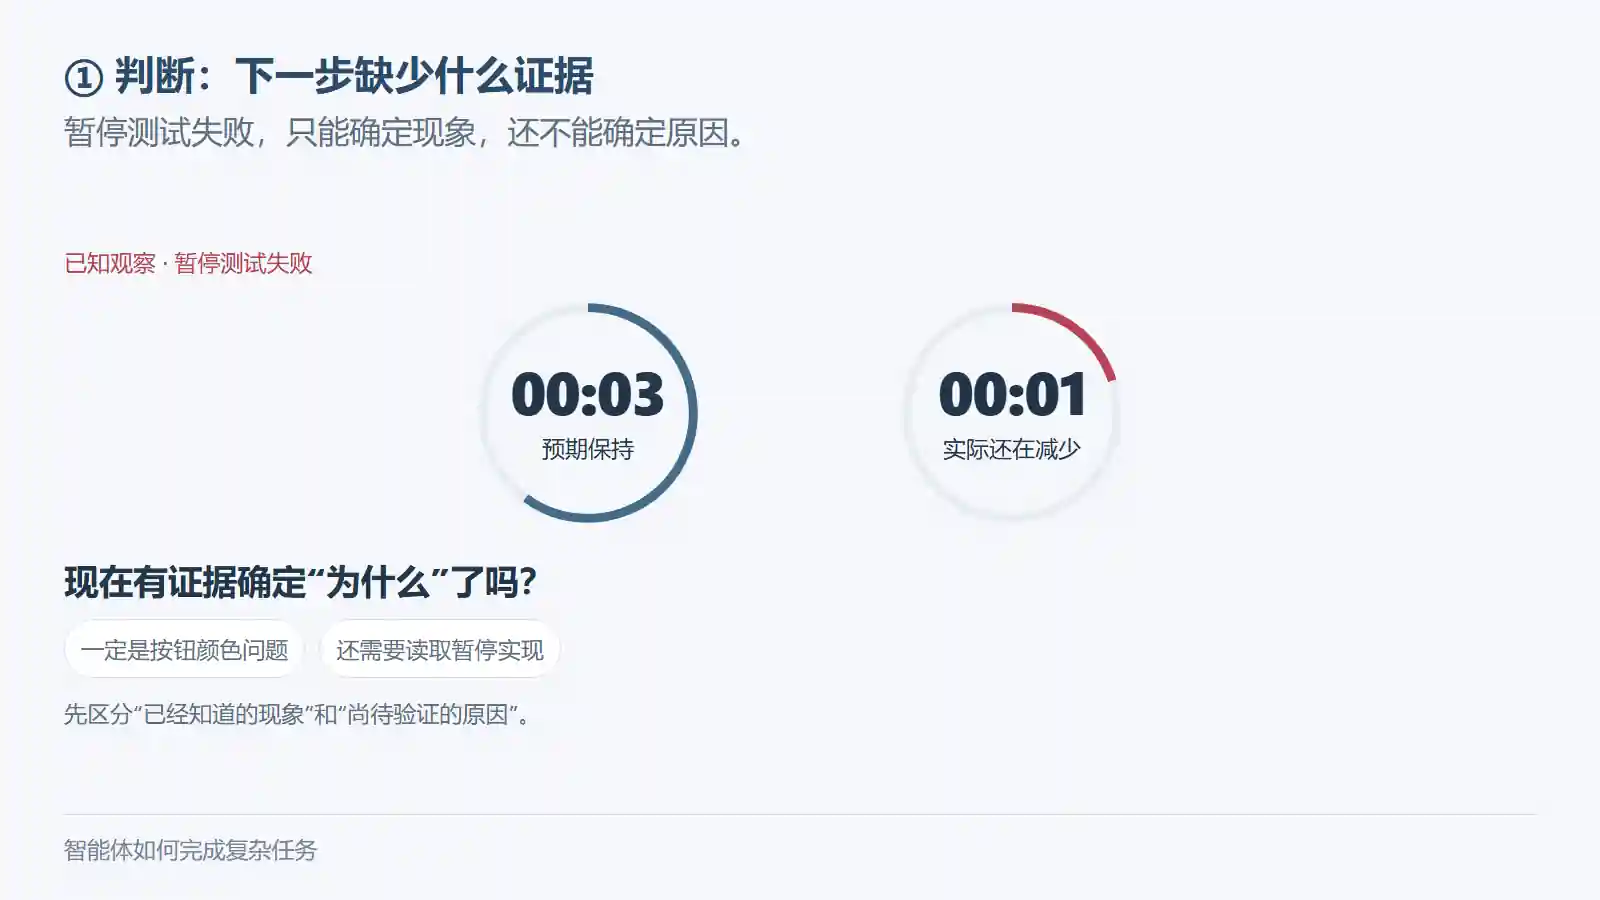 ① 判断：下一步缺少什么证据
暂停测试失败，只能确定现象，还不能确定原因。
已知观察 · 暂停测试失败
00:03
预期保持
00:01
实际还在减少
现在有证据确定“为什么”了吗？
一定是按钮颜色问题
还需要读取暂停实现
先区分“已经知道的现象”和“尚待验证的原因”。
智能体如何完成复杂任务